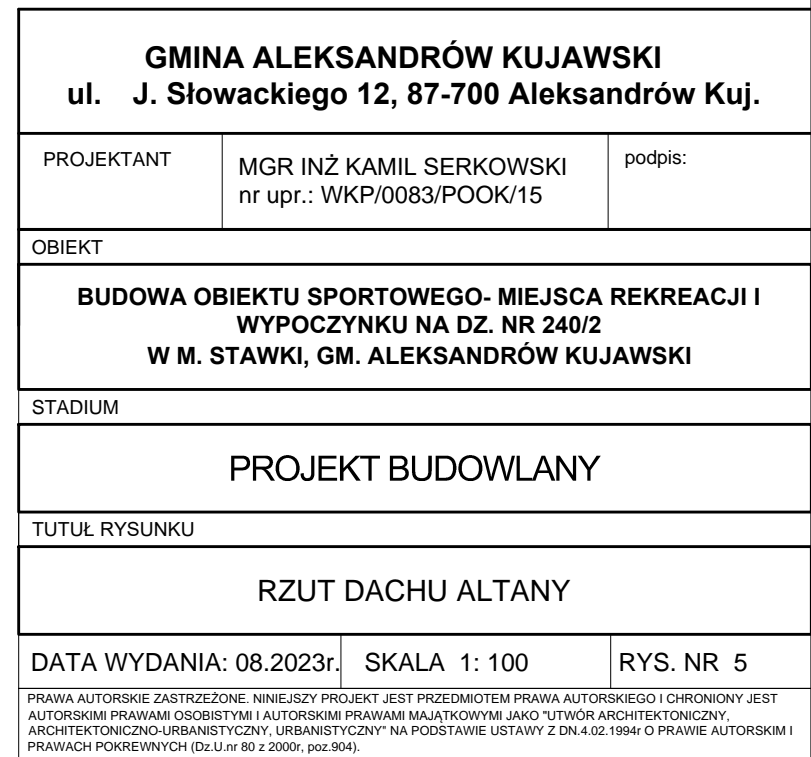 GMINA ALEKSANDRÓW KUJAWSKI
ul. J. Słowackiego 12, 87-700 Aleksandrów Kuj.
PROJEKTANT
MGR INŻ KAMIL SERKOWSKI
nr upr.: WKP/0083/POOK/15
podpis:
OBIEKT
BUDOWA OBIEKTU SPORTOWEGO- MIEJSCA REKREACJI I
WYPOCZYNKU NA DZ. NR 240/2
W M. STAWKI, GM. ALEKSANDRÓW KUJAWSKI
STADIUM
PROJEKT BUDOWLANY
TUTUŁ RYSUNKU
RZUT DACHU ALTANY
DATA WYDANIA: 08.2023r. SKALA 1: 100 RYS. NR 5
PRAWA AUTORSKIE ZASTRZEŻONE. NINIEJSZY PROJEKT JEST PRZEDMIOTEM PRAWA AUTORSKIEGO I CHRONIONY JEST
AUTORSKIMI PRAWAMI OSOBISTYMI I AUTORSKIMI PRAWAMI MAJĄTKOWYMI JAKO "UTWÓR ARCHITEKTONICZNY,
ARCHITEKTONICZNO-URBANISTYCZNY, URBANISTYCZNY" NA PODSTAWIE USTAWY Z DN.4.02.1994r O PRAWIE AUTORSKIM I
PRAWACH POKREWNYCH (Dz.U.nr 80 z 2000r, poz.904).